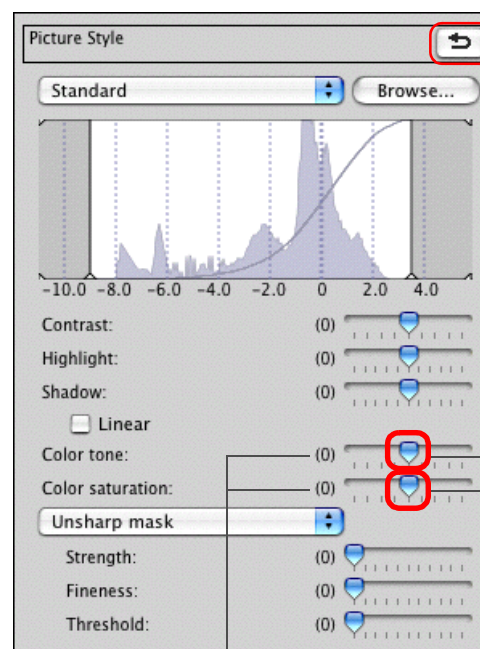 Picture Style
Standard Browse...
-10.0 -8.0 -6.0 -4.0 -2.0 0 2.0 4.0
Contrast: (0)
Highlight: (0)
Shadow: (0)
Linear
Color tone: (0)
Color saturation: (0)
Unsharp mask
Strength: (0)
Fineness: (0)
Threshold: (0)